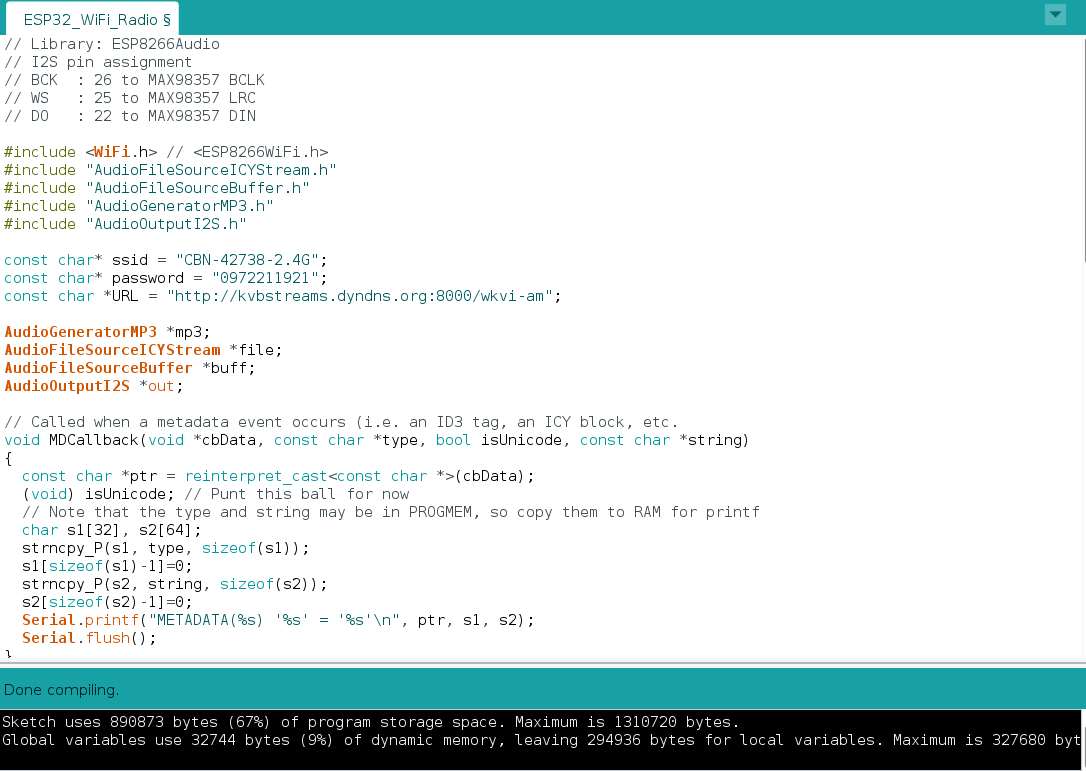 ESP32_WiFi_Radio §
// Library: ESP8266Audio
// I2S pin assignment
// BCK  : 26 to MAX98357 BCLK
// WS   : 25 to MAX98357 LRC
// DO   : 22 to MAX98357 DIN
#include <WiFi.h> // <ESP8266WiFi.h>
#include "AudioFileSourceICYStream.h"
#include "AudioFileSourceBuffer.h"
#include "AudioGeneratorMP3.h"
#include "AudioOutputI2S.h"
const char* ssid = "CBN-42738-2.4G";
const char* password = "0972211921";
const char *URL = "http://kvbstreams.dyndns.org:8000/wkvi-am";
AudioGeneratorMP3 *mp3;
AudioFileSourceICYStream *file;
AudioFileSourceBuffer *buff;
AudioOutputI2S *out;
// Called when a metadata event occurs (i.e. an ID3 tag, an ICY block, etc.
void MDCallback(void *cbData, const char *type, bool isUnicode, const char *string)
{
  const char *ptr = reinterpret_cast<const char *>(cbData);
  (void) isUnicode; // Punt this ball for now
  // Note that the type and string may be in PROGMEM, so copy them to RAM for printf
  char s1[32], s2[64];
  strncpy_P(s1, type, sizeof(s1));
  s1[sizeof(s1)-1]=0;
  strncpy_P(s2, string, sizeof(s2));
  s2[sizeof(s2)-1]=0;
  Serial.printf("METADATA(%s) '%s' = '%s'\n", ptr, s1, s2);
  Serial.flush();
}
Done compiling.
Sketch uses 890873 bytes (67%) of program storage space. Maximum is 1310720 bytes.
Global variables use 32744 bytes (9%) of dynamic memory, leaving 294936 bytes for local variables. Maximum is 327680 byt